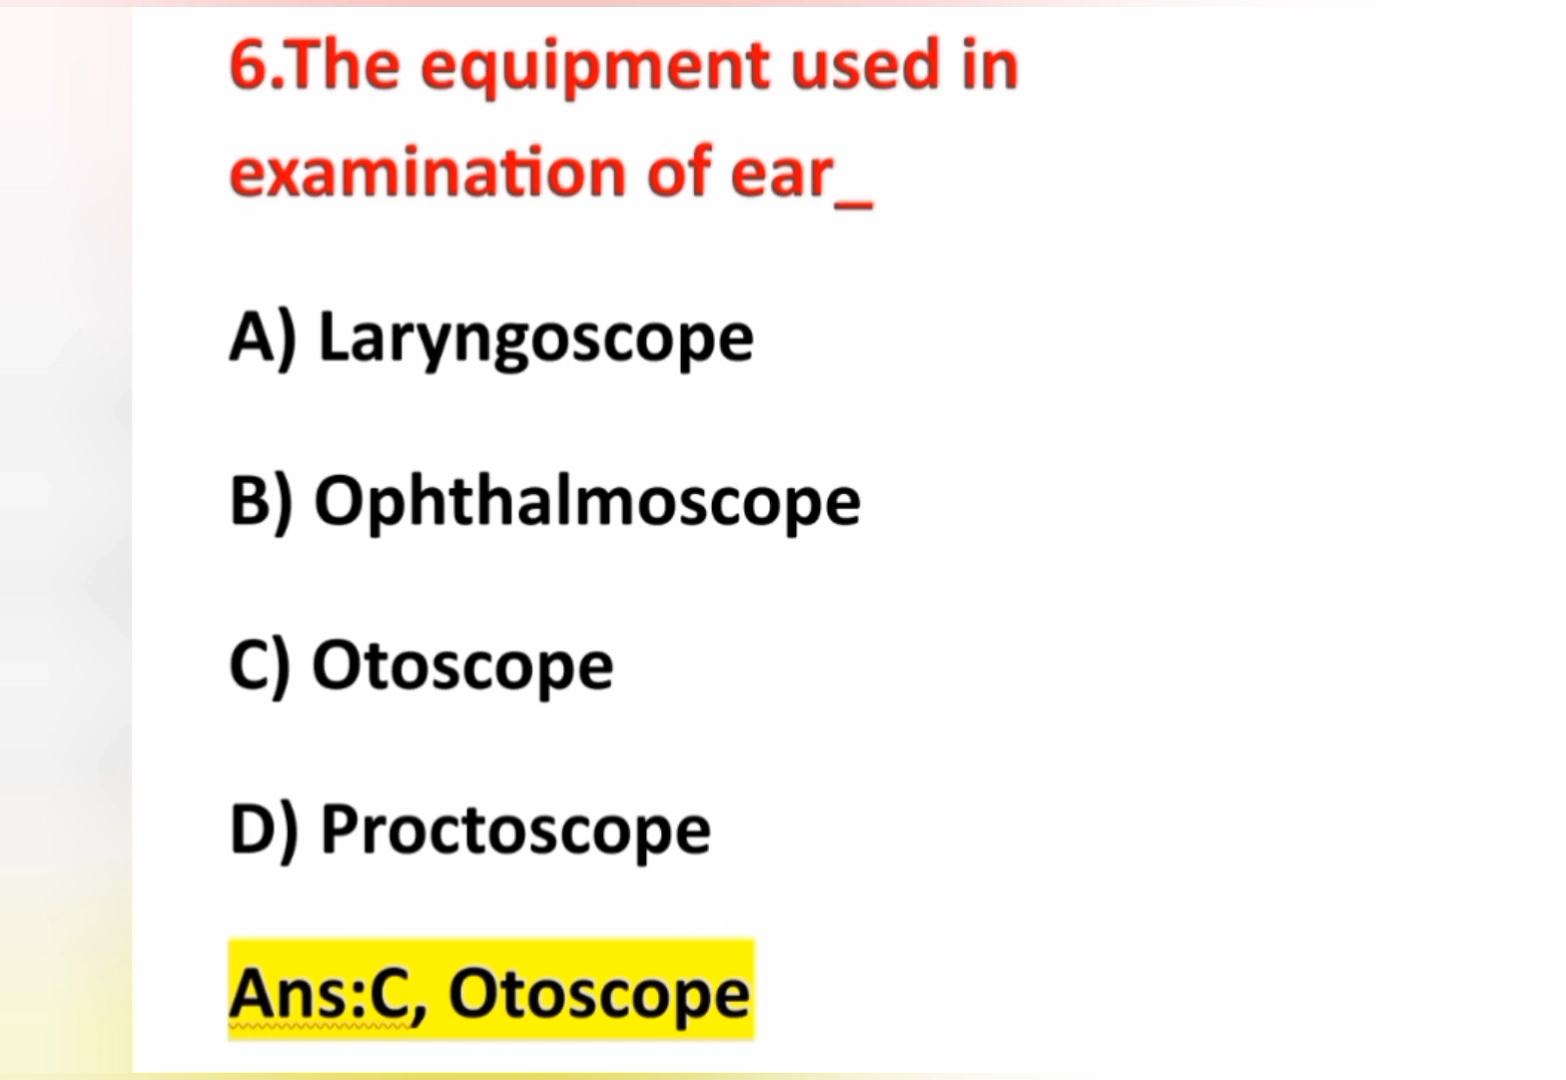 6.The equipment used in
examination of ear_
A) Laryngoscope
B) Ophthalmoscope
C) Otoscope
D) Proctoscope
Ans:C, Otoscope